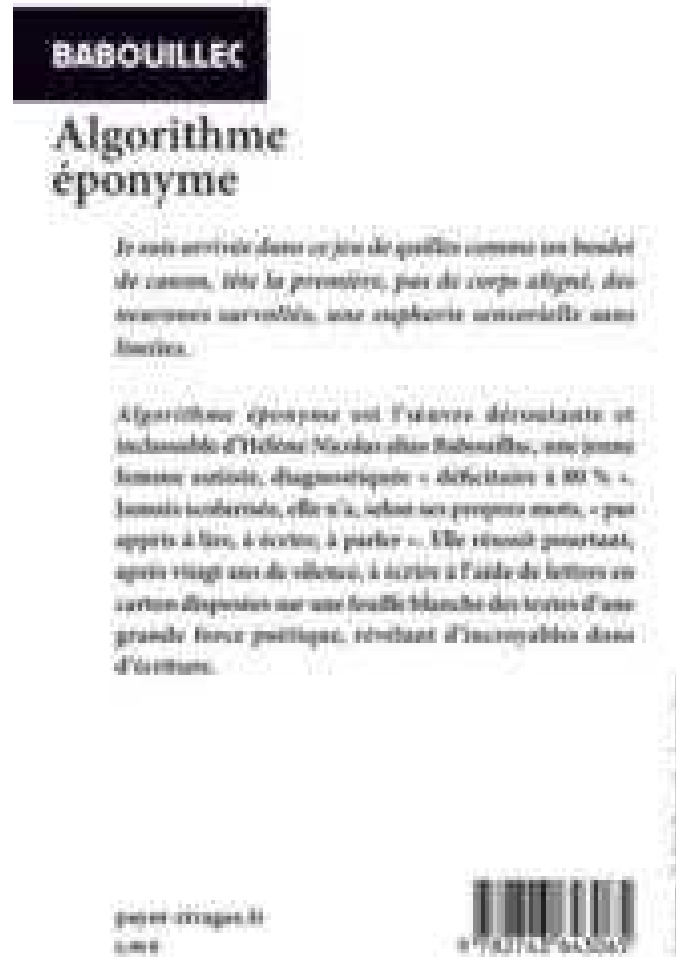 BABOUILLEC
Algorithme
éponyme
Je suis arrivée dans ce jeu de quilles comme un boulet
de canon, tête la première, pas de corps aligné, des
neurones survoltés, une euphorie sensorielle sans
limites.
Algorithme éponyme est l'œuvre déroutante et
inclassable d'Hélène Nicolas alias Babouillec, une jeune
femme autiste, diagnostiquée « déficitaire à 80 % ».
Jamais scolarisée, elle n'a, selon ses propres mots, « pas
appris à lire, à écrire, à parler ». Elle réussit pourtant,
après vingt ans de silence, à écrire à l'aide de lettres en
carton disposées sur une feuille blanche des textes d'une
grande force poétique, révélant d'incroyables dons
d'écriture.
payot-rivages.fr